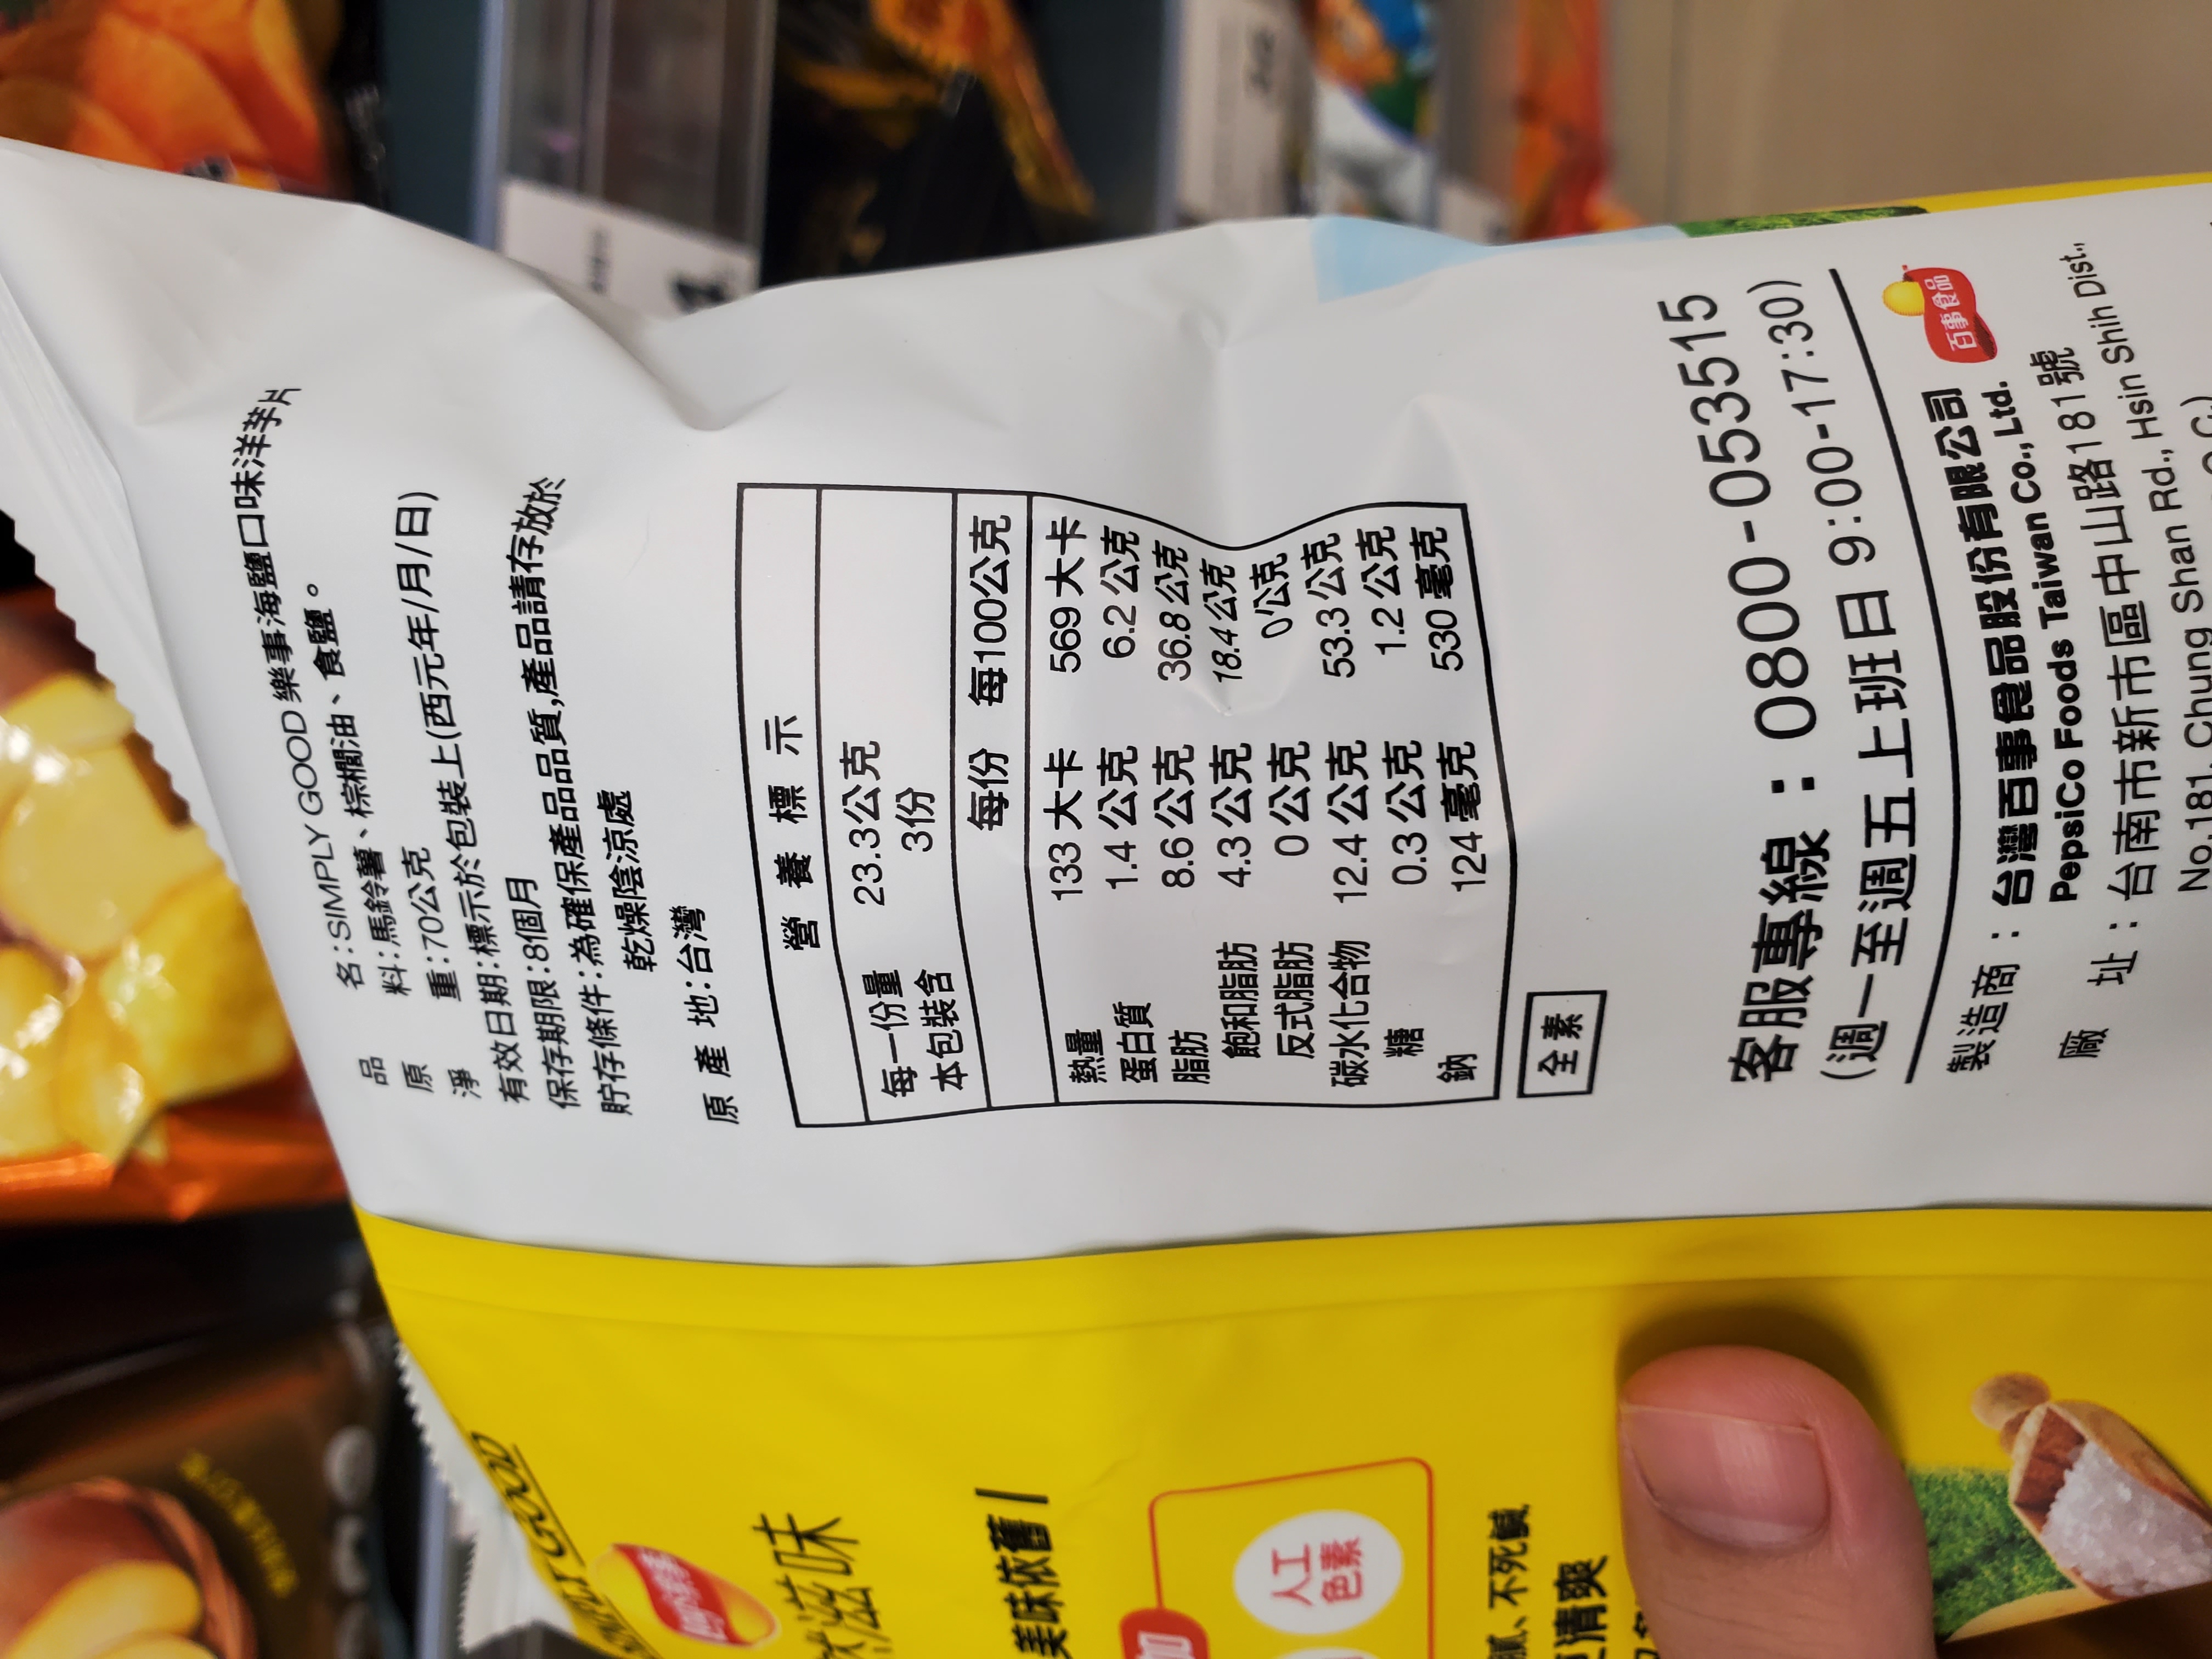 SIMPLY GOOD
樂事
然滋味
美味依舊
加
人工
色素
膩、不死鹹
更清爽
品 名:SIMPLY GOOD 樂事海鹽口味洋芋片
原 料:馬鈴薯、棕櫚油、食鹽。
淨 重:70公克
有效日期:標示於包裝上(西元年/月/日)
保存期限:8個月
貯存條件:為確保產品品質,產品請存放於
乾燥陰涼處
原 產 地:台灣
營 養 標 示
每一份量 23.3公克
本包裝含 3份
每份 每100公克
熱量 133 大卡 569 大卡
蛋白質 1.4 公克 6.2 公克
脂肪 8.6 公克 36.8 公克
飽和脂肪 4.3 公克 18.4 公克
反式脂肪 0 公克 0 公克
碳水化合物 12.4 公克 53.3 公克
糖 0.3 公克 1.2 公克
鈉 124 毫克 530 毫克
全 素
客服專線：0800-053515
(週一至週五上班日 9:00-17:30)
製造商：台灣百事食品股份有限公司
百事食品
PepsiCo Foods Taiwan Co., Ltd.
廠 址：台南市新市區中山路181號
No.181, Chung Shan Rd., Hsin Shih Dist.,